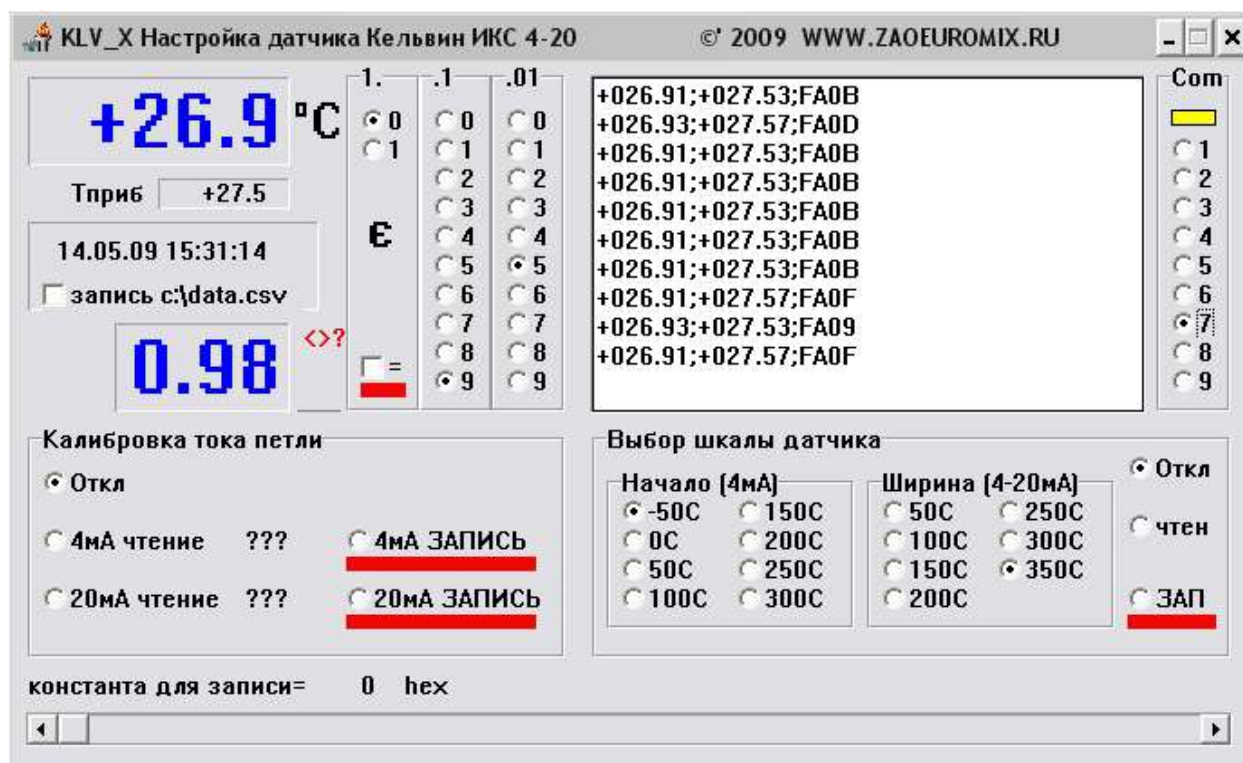 KLV_X Настройка датчика Кельвин ИКС 4-20 © 2009 WWW.ZAOEUROMIX.RU
+26.9 ºC
Тприб +27.5
14.05.09 15:31:14
запись c:\data.csv
0.98
<>?
1. .1 .01
0 0 0
1 1 1
2 2
3 3
Є 4 4
5 5
6 6
7 7
8 8
= 9 9
+026.91;+027.53;FA0B
+026.93;+027.57;FA0D
+026.91;+027.53;FA0B
+026.91;+027.53;FA0B
+026.91;+027.53;FA0B
+026.91;+027.53;FA0B
+026.91;+027.53;FA0B
+026.91;+027.57;FA0F
+026.93;+027.53;FA09
+026.91;+027.57;FA0F
Com
1
2
3
4
5
6
7
8
9
Калибровка тока петли
Откл
4мА чтение ??? 4мА ЗАПИСЬ
20мА чтение ??? 20мА ЗАПИСЬ
Выбор шкалы датчика
Начало (4мА)
-50С 150С
0С 200С
50С 250С
100С 300С
Ширина (4-20мА)
50С 250С
100С 300С
150С 350С
200С
Откл
чтен
ЗАП
константа для записи= 0 hex